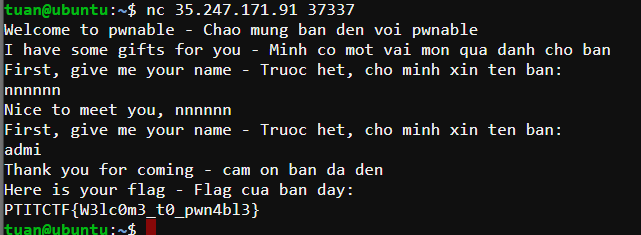 tuan@ubuntu:~$ nc 35.247.171.91 37337
Welcome to pwnable - Chao mung ban den voi pwnable
I have some gifts for you - Minh co mot vai mon qua danh cho ban
First, give me your name - Truoc het, cho minh xin ten ban:
nnnnnn
Nice to meet you, nnnnnn
First, give me your name - Truoc het, cho minh xin ten ban:
admi
Thank you for coming - cam on ban da den
Here is your flag - Flag cua ban day:
PTITCTF{W3lc0m3_t0_pwn4bl3}
tuan@ubuntu:~$